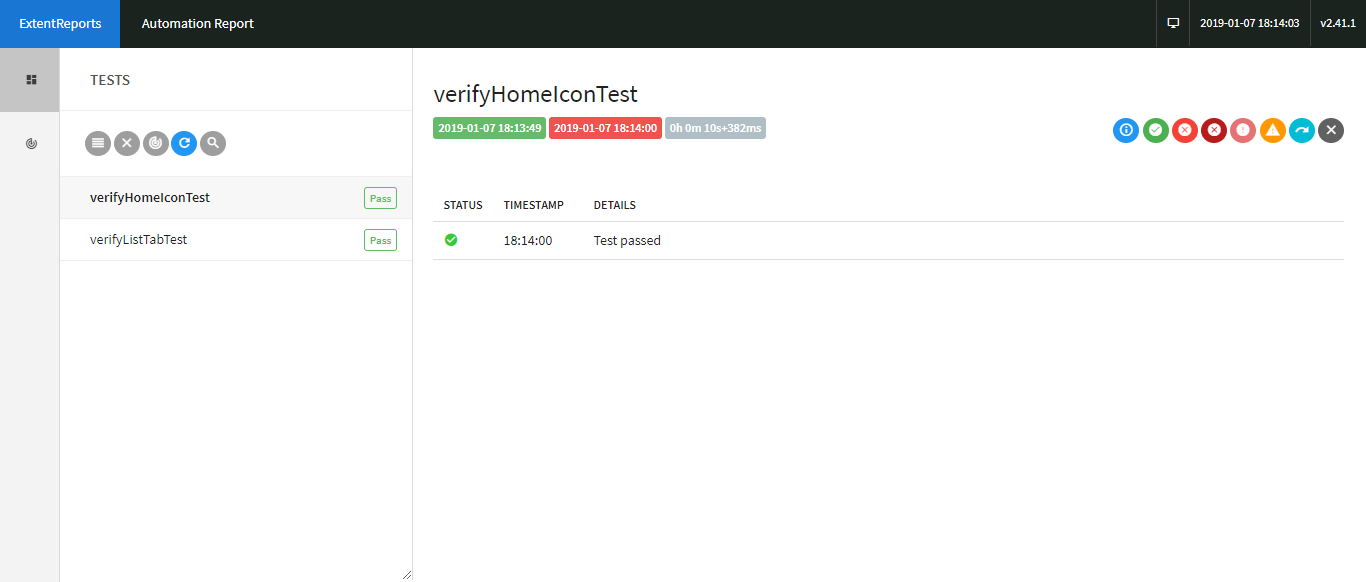 ExtentReports Automation Report 2019-01-07 18:14:03 v2.41.1
TESTS
verifyHomeIconTest Pass
verifyListTabTest Pass
verifyHomeIconTest
2019-01-07 18:13:49 2019-01-07 18:14:00 0h 0m 10s+382ms
STATUS TIMESTAMP DETAILS
18:14:00 Test passed